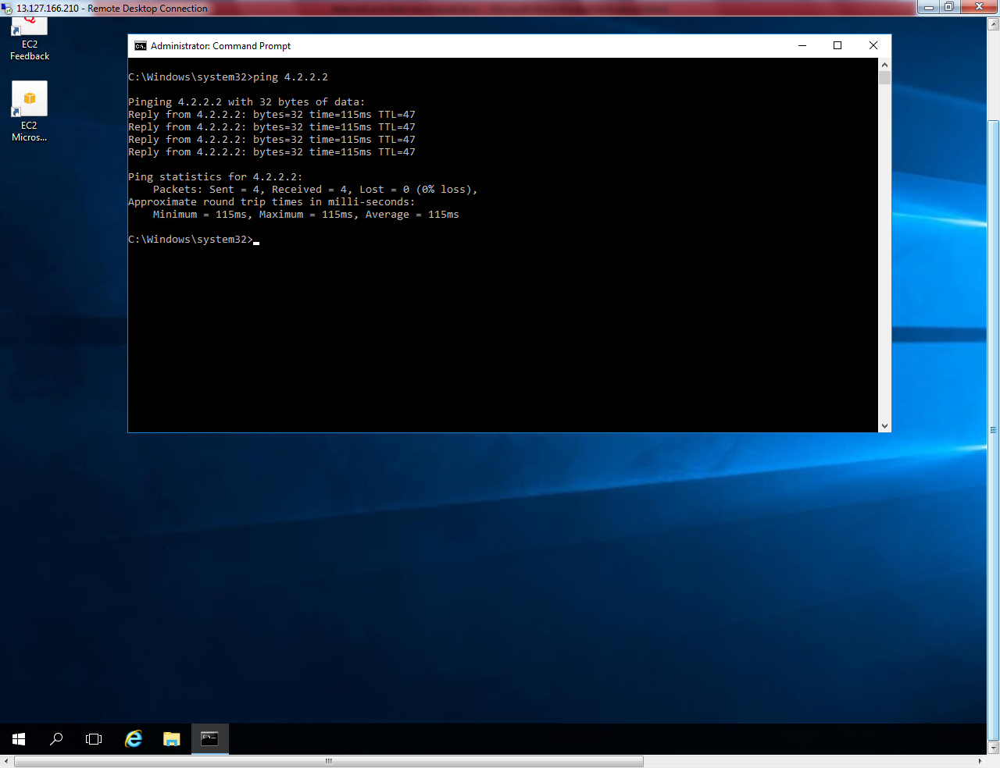 13.127.166.210 - Remote Desktop Connection
EC2
Feedback
EC2
Micros...
Administrator: Command Prompt
C:\Windows\system32>ping 4.2.2.2
Pinging 4.2.2.2 with 32 bytes of data:
Reply from 4.2.2.2: bytes=32 time=115ms TTL=47
Reply from 4.2.2.2: bytes=32 time=115ms TTL=47
Reply from 4.2.2.2: bytes=32 time=115ms TTL=47
Reply from 4.2.2.2: bytes=32 time=115ms TTL=47
Ping statistics for 4.2.2.2:
    Packets: Sent = 4, Received = 4, Lost = 0 (0% loss),
Approximate round trip times in milli-seconds:
    Minimum = 115ms, Maximum = 115ms, Average = 115ms
C:\Windows\system32>